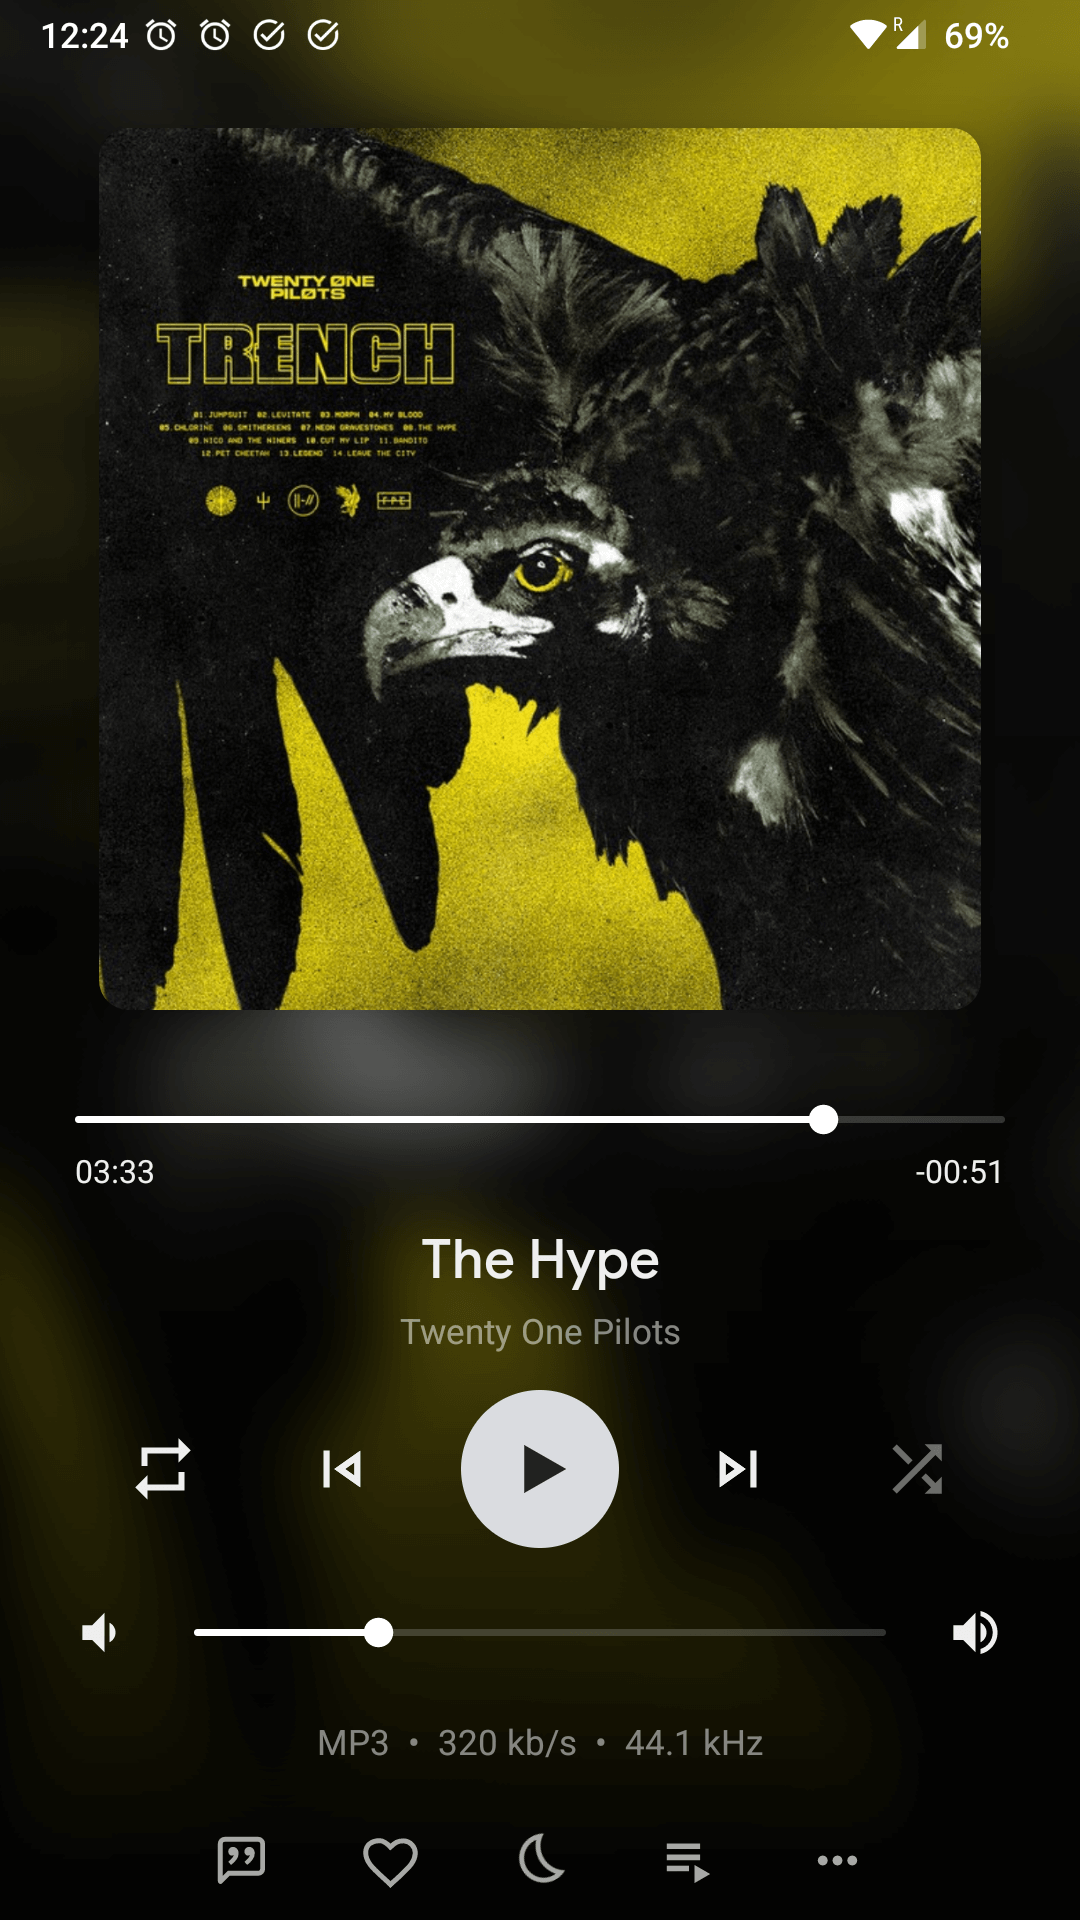 12:24
R
69%
TWENTY ØNE
PILØTS
TRENCH
01.JUMPSUIT 02.LEVITATE 03.MORPH 04.MY BLOOD
05.CHLORINE 06.SMITHEREENS 07.NEON GRAVESTONES 08.THE HYPE
09.NICO AND THE NINERS 10.CUT MY LIP 11.BANDITO
12.PET CHEETAH 13.LEGEND 14.LEAVE THE CITY
FPE
03:33
-00:51
The Hype
Twenty One Pilots
MP3 • 320 kb/s • 44.1 kHz